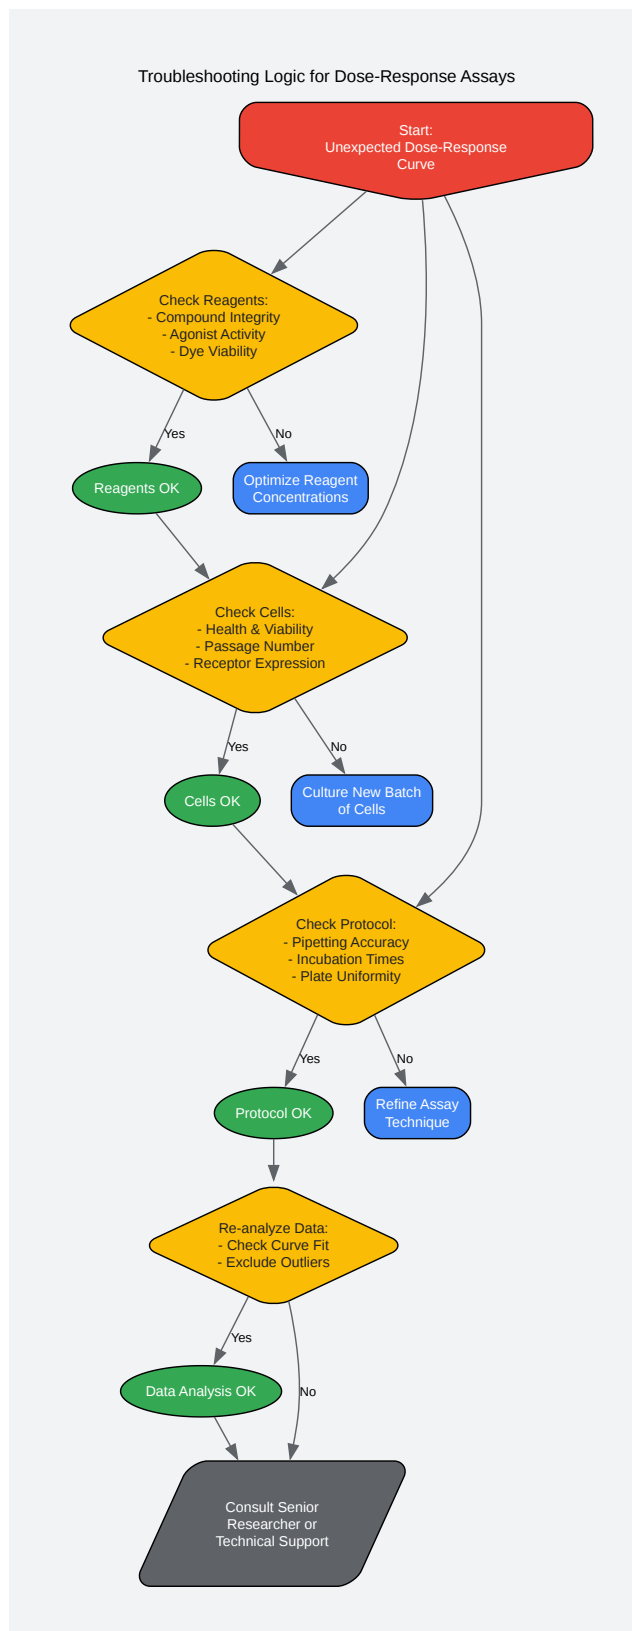 Troubleshooting Logic for Dose-Response Assays
Start:
Unexpected Dose-Response
Curve
Check Reagents:
- Compound Integrity
- Agonist Activity
- Dye Viability
Yes
No
Reagents OK
Optimize Reagent
Concentrations
Check Cells:
- Health & Viability
- Passage Number
- Receptor Expression
Yes
No
Cells OK
Culture New Batch
of Cells
Check Protocol:
- Pipetting Accuracy
- Incubation Times
- Plate Uniformity
Yes
No
Protocol OK
Refine Assay
Technique
Re-analyze Data:
- Check Curve Fit
- Exclude Outliers
Yes
Data Analysis OK
No
Consult Senior
Researcher or
Technical Support